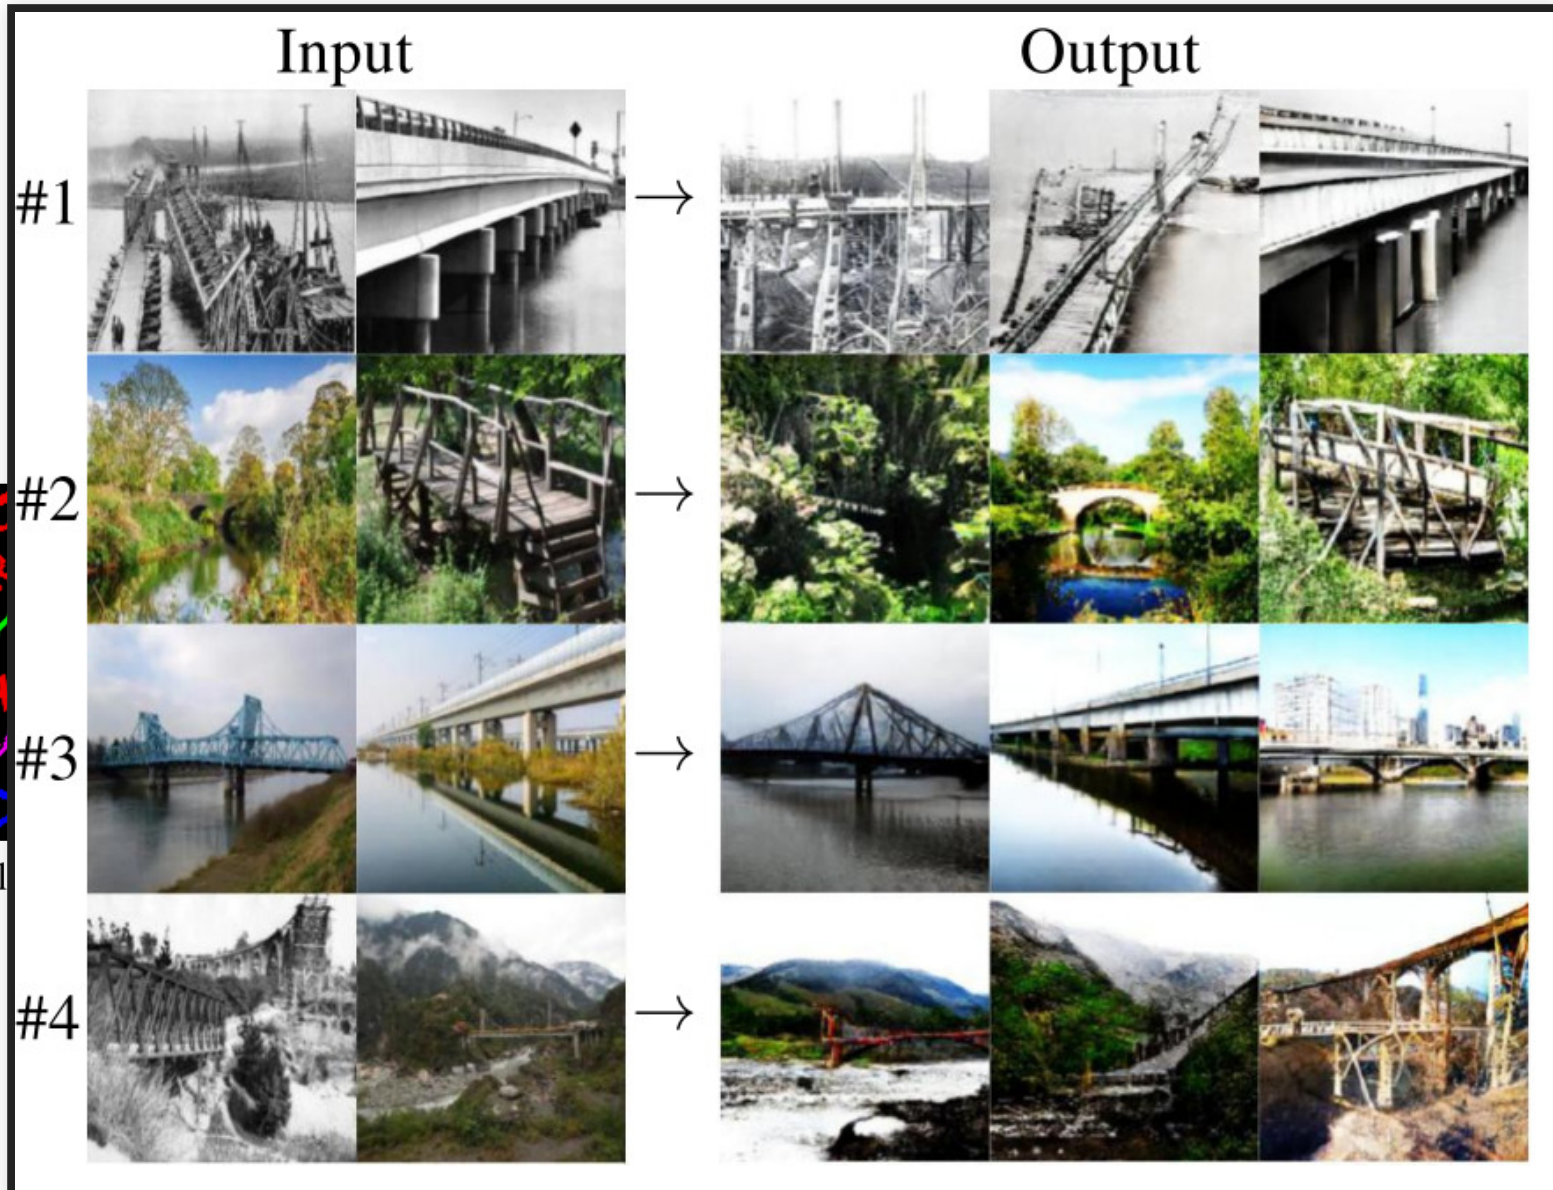 Input Output
#1 →
#2 →
#3 →
#4 →